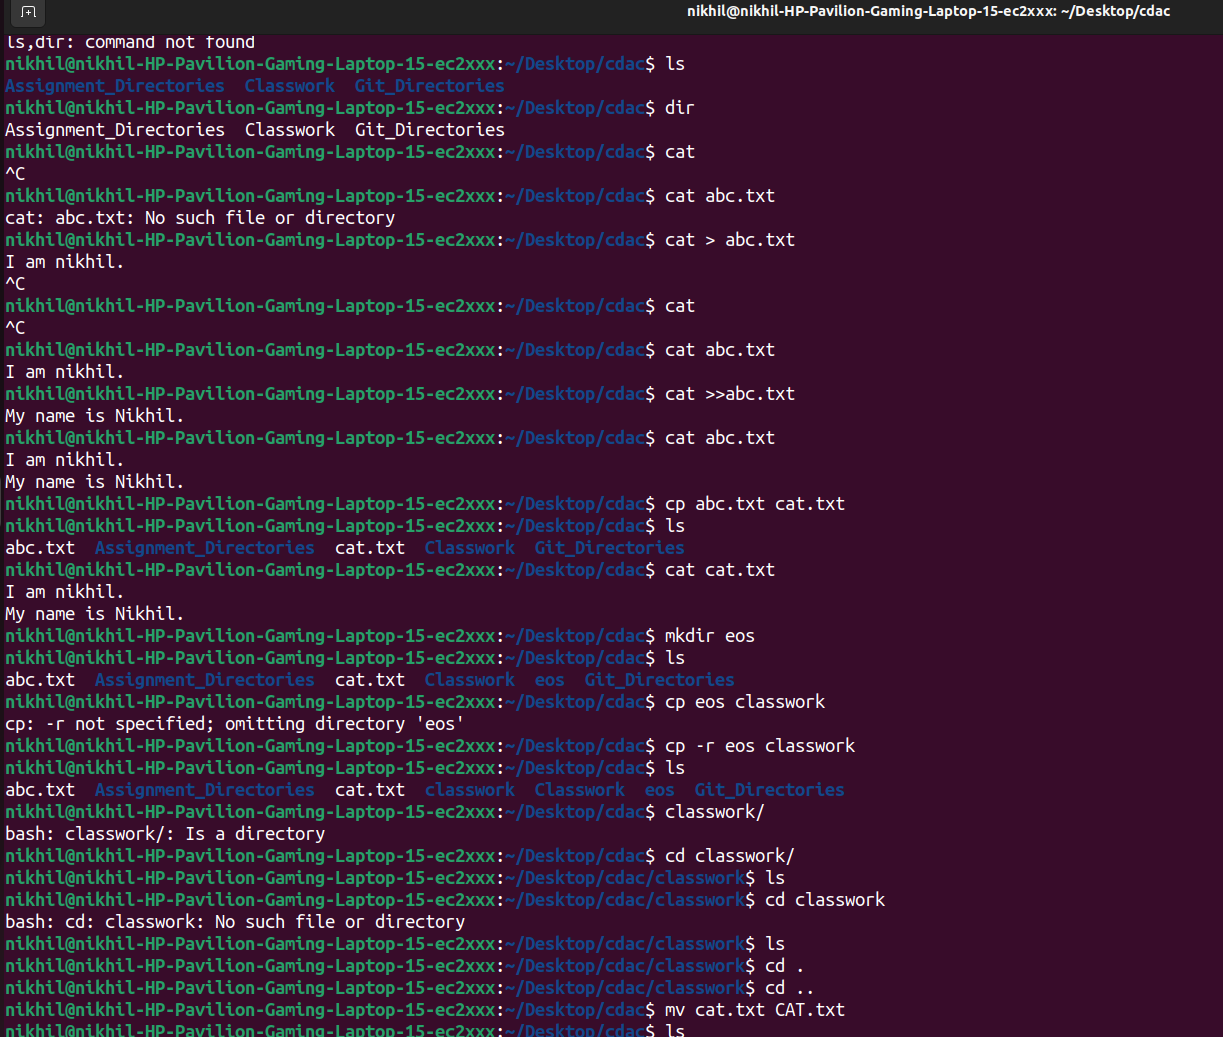 nikhil@nikhil-HP-Pavilion-Gaming-Laptop-15-ec2xxx: ~/Desktop/cdac
ls,dir: command not found
nikhil@nikhil-HP-Pavilion-Gaming-Laptop-15-ec2xxx:~/Desktop/cdac$ ls
Assignment_Directories  Classwork  Git_Directories
nikhil@nikhil-HP-Pavilion-Gaming-Laptop-15-ec2xxx:~/Desktop/cdac$ dir
Assignment_Directories  Classwork  Git_Directories
nikhil@nikhil-HP-Pavilion-Gaming-Laptop-15-ec2xxx:~/Desktop/cdac$ cat
^C
nikhil@nikhil-HP-Pavilion-Gaming-Laptop-15-ec2xxx:~/Desktop/cdac$ cat abc.txt
cat: abc.txt: No such file or directory
nikhil@nikhil-HP-Pavilion-Gaming-Laptop-15-ec2xxx:~/Desktop/cdac$ cat > abc.txt
I am nikhil.
^C
nikhil@nikhil-HP-Pavilion-Gaming-Laptop-15-ec2xxx:~/Desktop/cdac$ cat
^C
nikhil@nikhil-HP-Pavilion-Gaming-Laptop-15-ec2xxx:~/Desktop/cdac$ cat abc.txt
I am nikhil.
nikhil@nikhil-HP-Pavilion-Gaming-Laptop-15-ec2xxx:~/Desktop/cdac$ cat >>abc.txt
My name is Nikhil.
nikhil@nikhil-HP-Pavilion-Gaming-Laptop-15-ec2xxx:~/Desktop/cdac$ cat abc.txt
I am nikhil.
My name is Nikhil.
nikhil@nikhil-HP-Pavilion-Gaming-Laptop-15-ec2xxx:~/Desktop/cdac$ cp abc.txt cat.txt
nikhil@nikhil-HP-Pavilion-Gaming-Laptop-15-ec2xxx:~/Desktop/cdac$ ls
abc.txt  Assignment_Directories  cat.txt  Classwork  Git_Directories
nikhil@nikhil-HP-Pavilion-Gaming-Laptop-15-ec2xxx:~/Desktop/cdac$ cat cat.txt
I am nikhil.
My name is Nikhil.
nikhil@nikhil-HP-Pavilion-Gaming-Laptop-15-ec2xxx:~/Desktop/cdac$ mkdir eos
nikhil@nikhil-HP-Pavilion-Gaming-Laptop-15-ec2xxx:~/Desktop/cdac$ ls
abc.txt  Assignment_Directories  cat.txt  Classwork  eos  Git_Directories
nikhil@nikhil-HP-Pavilion-Gaming-Laptop-15-ec2xxx:~/Desktop/cdac$ cp eos classwork
cp: -r not specified; omitting directory 'eos'
nikhil@nikhil-HP-Pavilion-Gaming-Laptop-15-ec2xxx:~/Desktop/cdac$ cp -r eos classwork
nikhil@nikhil-HP-Pavilion-Gaming-Laptop-15-ec2xxx:~/Desktop/cdac$ ls
abc.txt  Assignment_Directories  cat.txt  classwork  Classwork  eos  Git_Directories
nikhil@nikhil-HP-Pavilion-Gaming-Laptop-15-ec2xxx:~/Desktop/cdac$ classwork/
bash: classwork/: Is a directory
nikhil@nikhil-HP-Pavilion-Gaming-Laptop-15-ec2xxx:~/Desktop/cdac$ cd classwork/
nikhil@nikhil-HP-Pavilion-Gaming-Laptop-15-ec2xxx:~/Desktop/cdac/classwork$ ls
nikhil@nikhil-HP-Pavilion-Gaming-Laptop-15-ec2xxx:~/Desktop/cdac/classwork$ cd classwork
bash: cd: classwork: No such file or directory
nikhil@nikhil-HP-Pavilion-Gaming-Laptop-15-ec2xxx:~/Desktop/cdac/classwork$ ls
nikhil@nikhil-HP-Pavilion-Gaming-Laptop-15-ec2xxx:~/Desktop/cdac/classwork$ cd .
nikhil@nikhil-HP-Pavilion-Gaming-Laptop-15-ec2xxx:~/Desktop/cdac/classwork$ cd ..
nikhil@nikhil-HP-Pavilion-Gaming-Laptop-15-ec2xxx:~/Desktop/cdac$ mv cat.txt CAT.txt
nikhil@nikhil-HP-Pavilion-Gaming-Laptop-15-ec2xxx:~/Desktop/cdac$ ls